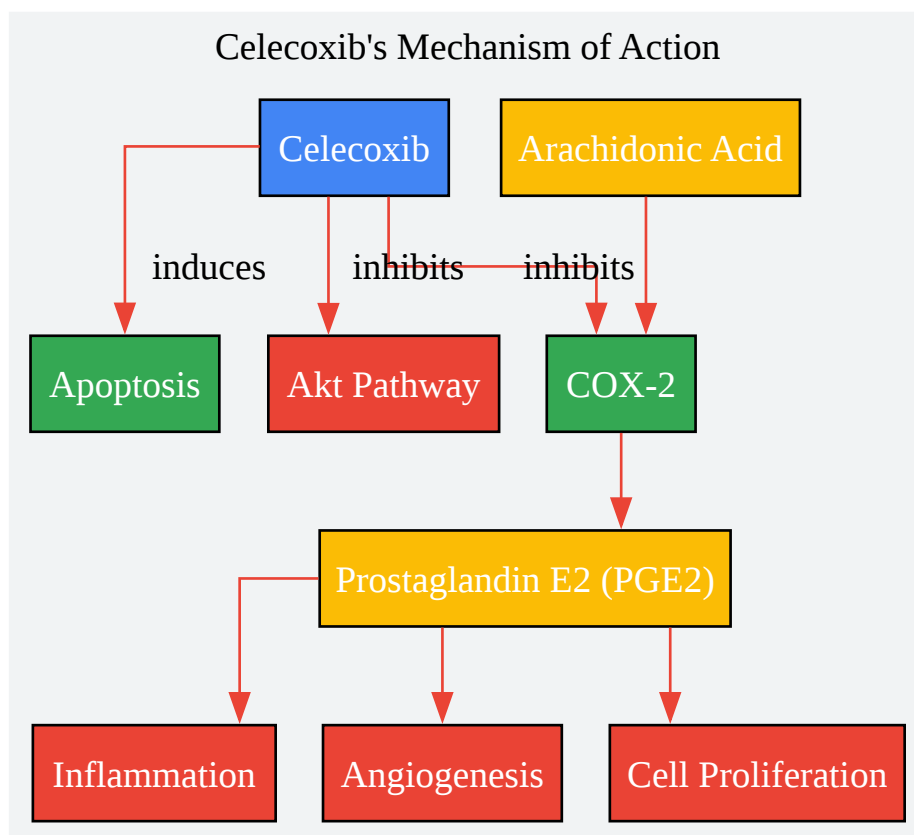 Celecoxib's Mechanism of Action
Celecoxib
Arachidonic Acid
induces
inhibits
inhibits
Apoptosis
Akt Pathway
COX-2
Prostaglandin E2 (PGE2)
Inflammation
Angiogenesis
Cell Proliferation